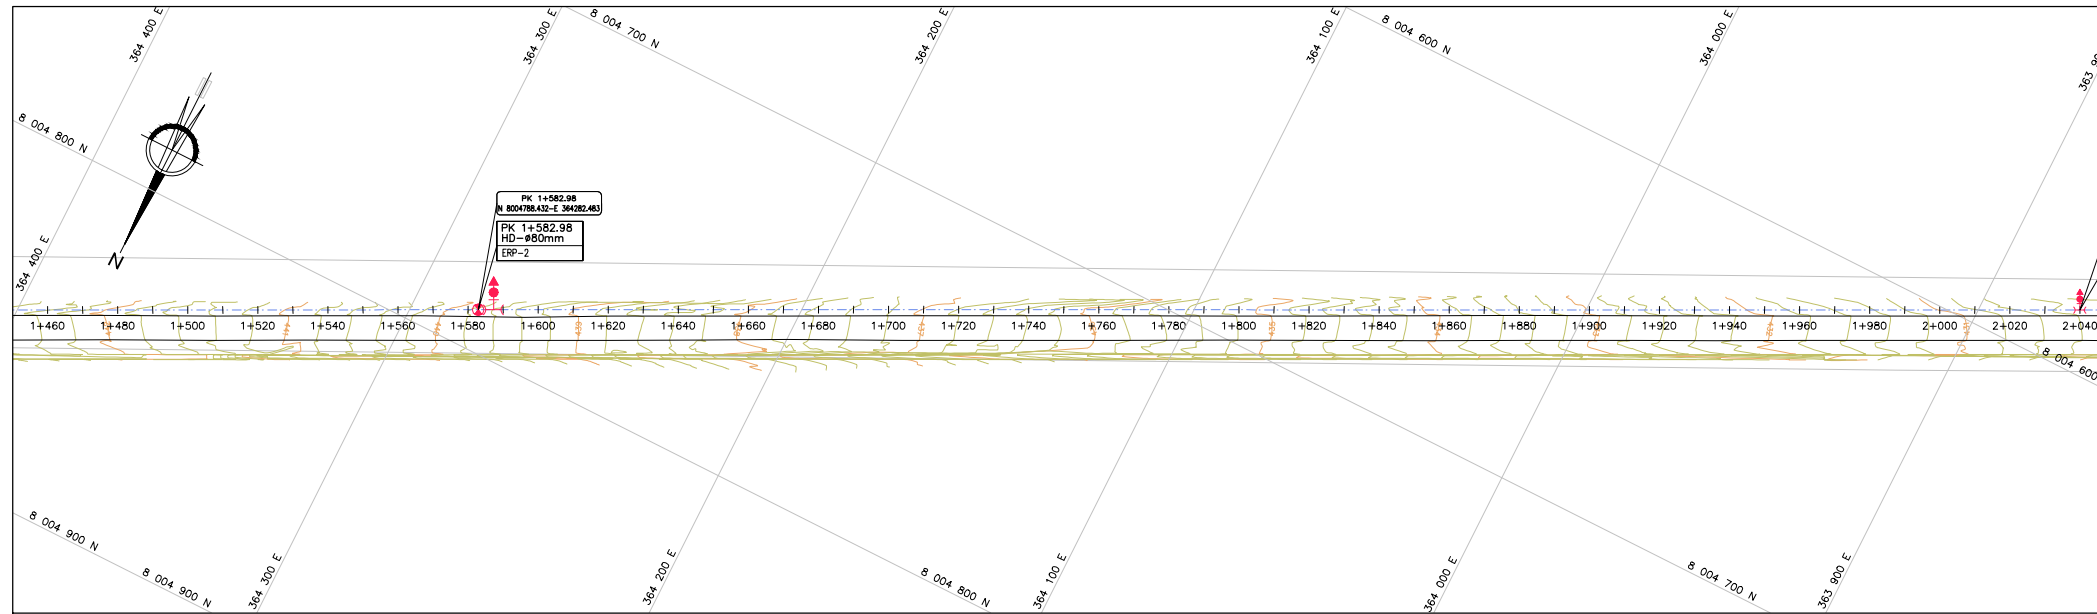 364 400 E
364 300 E
8 004 700 N
364 200 E
364 100 E
8 004 600 N
364 000 E
8 004 800 N
N
364 400 E
PK 1+582.98
N 8004788.432-E 364282.463
PK 1+582.98
HD-ø80mm
ERP-2
1+460 1+480 1+500 1+520 1+540 1+560 1+580 1+600 1+620 1+640 1+660 1+680 1+700 1+720 1+740 1+760 1+780 1+800 1+820 1+840 1+860 1+880 1+900 1+920 1+940 1+960 1+980 2+000 2+020 2+040
8 004 600
8 004 900 N
8 004 900 N
364 300 E
364 200 E
8 004 800 N
364 100 E
364 000 E
8 004 700 N
363 900 E